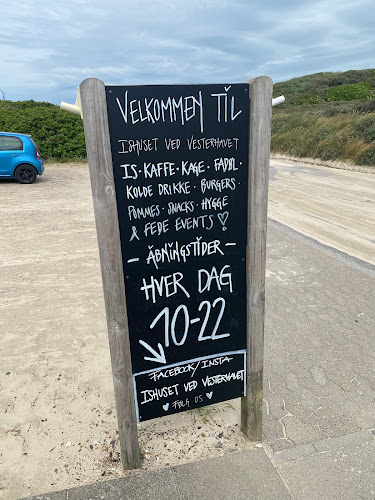 VELKOMMEN TIL
ISHUSET VED VESTERHAVET
IS · KAFFE · KAGE · FADØL ·
KOLDE DRIKKE · BURGERS ·
POMMES · SNACKS · HYGGE
& FEDE EVENTS ♡
- ÅBNINGSTIDER -
HVER DAG
10-22
FACEBOOK/INSTA
ISHUSET VED VESTERHAVET
♥ FØLG OS ♥